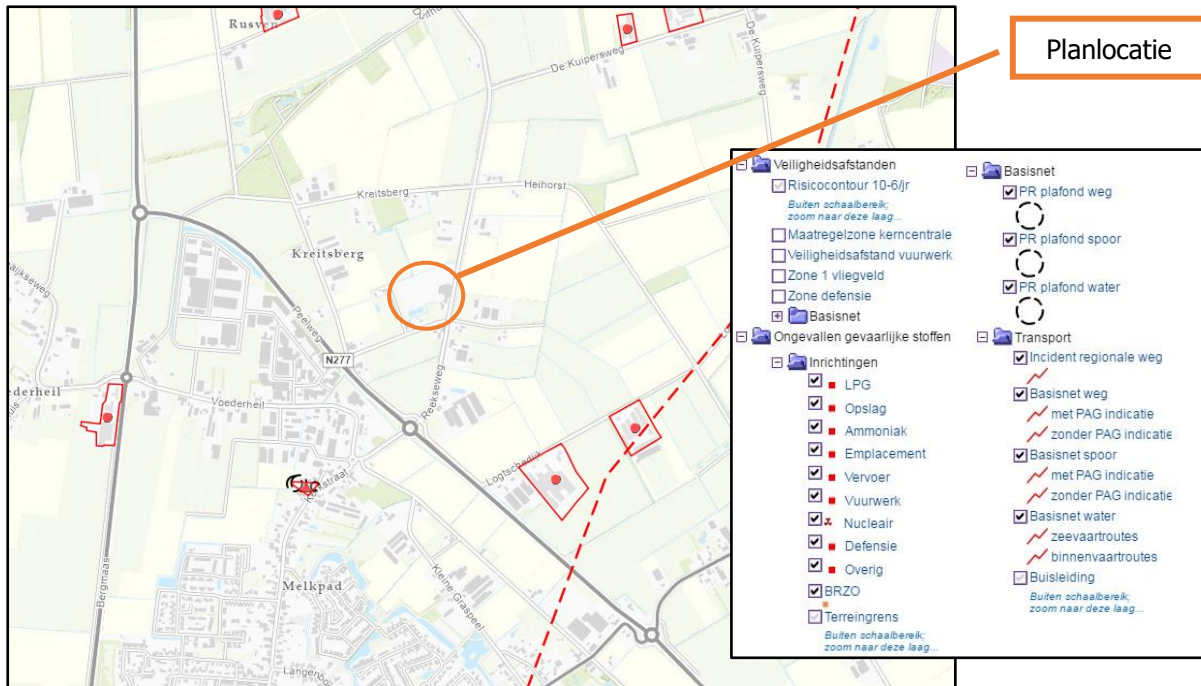 Rusven
De Kuipersweg
De Kuipersweg
Planlocatie
Kreitsberg
Heihorst
Kreitsberg
Peelweg
N277
Reekseweg
Voederheil
Logtschedijk
Bergmaas
Melkpad
Kleine Graspeel
Veiligheidsafstanden
Risicocontour 10-6/jr
Buiten schaalbereik;
zoom naar deze laag...
Maatregelzone kerncentrale
Veiligheidsafstand vuurwerk
Zone 1 vliegveld
Zone defensie
Basisnet
Ongevallen gevaarlijke stoffen
Inrichtingen
LPG
Opslag
Ammoniak
Emplacement
Vervoer
Vuurwerk
Nucleair
Defensie
Overig
BRZO
Terreingrens
Buiten schaalbereik;
zoom naar deze laag...
Basisnet
PR plafond weg
PR plafond spoor
PR plafond water
Transport
Incident regionale weg
Basisnet weg
met PAG indicatie
zonder PAG indicatie
Basisnet spoor
met PAG indicatie
zonder PAG indicatie
Basisnet water
zeevaartroutes
binnenvaartroutes
Buisleiding
Buiten schaalbereik;
zoom naar deze laag...